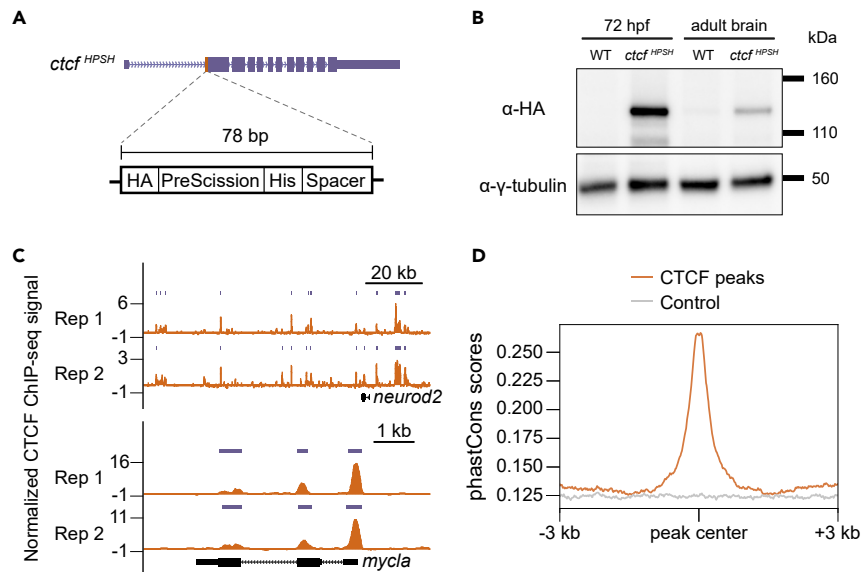 A
ctcf HPSH
78 bp
HA PreScission His Spacer
B
72 hpf adult brain
WT ctcf HPSH WT ctcf HPSH kDa
α-HA
160
110
α-γ-tubulin
50
C
Normalized CTCF ChIP-seq signal
20 kb
6
Rep 1
-1
3
Rep 2
-1
neurod2
1 kb
16
Rep 1
-1
11
Rep 2
-1
mycla
D
CTCF peaks
Control
phastCons scores
0.250
0.225
0.200
0.175
0.150
0.125
-3 kb peak center +3 kb